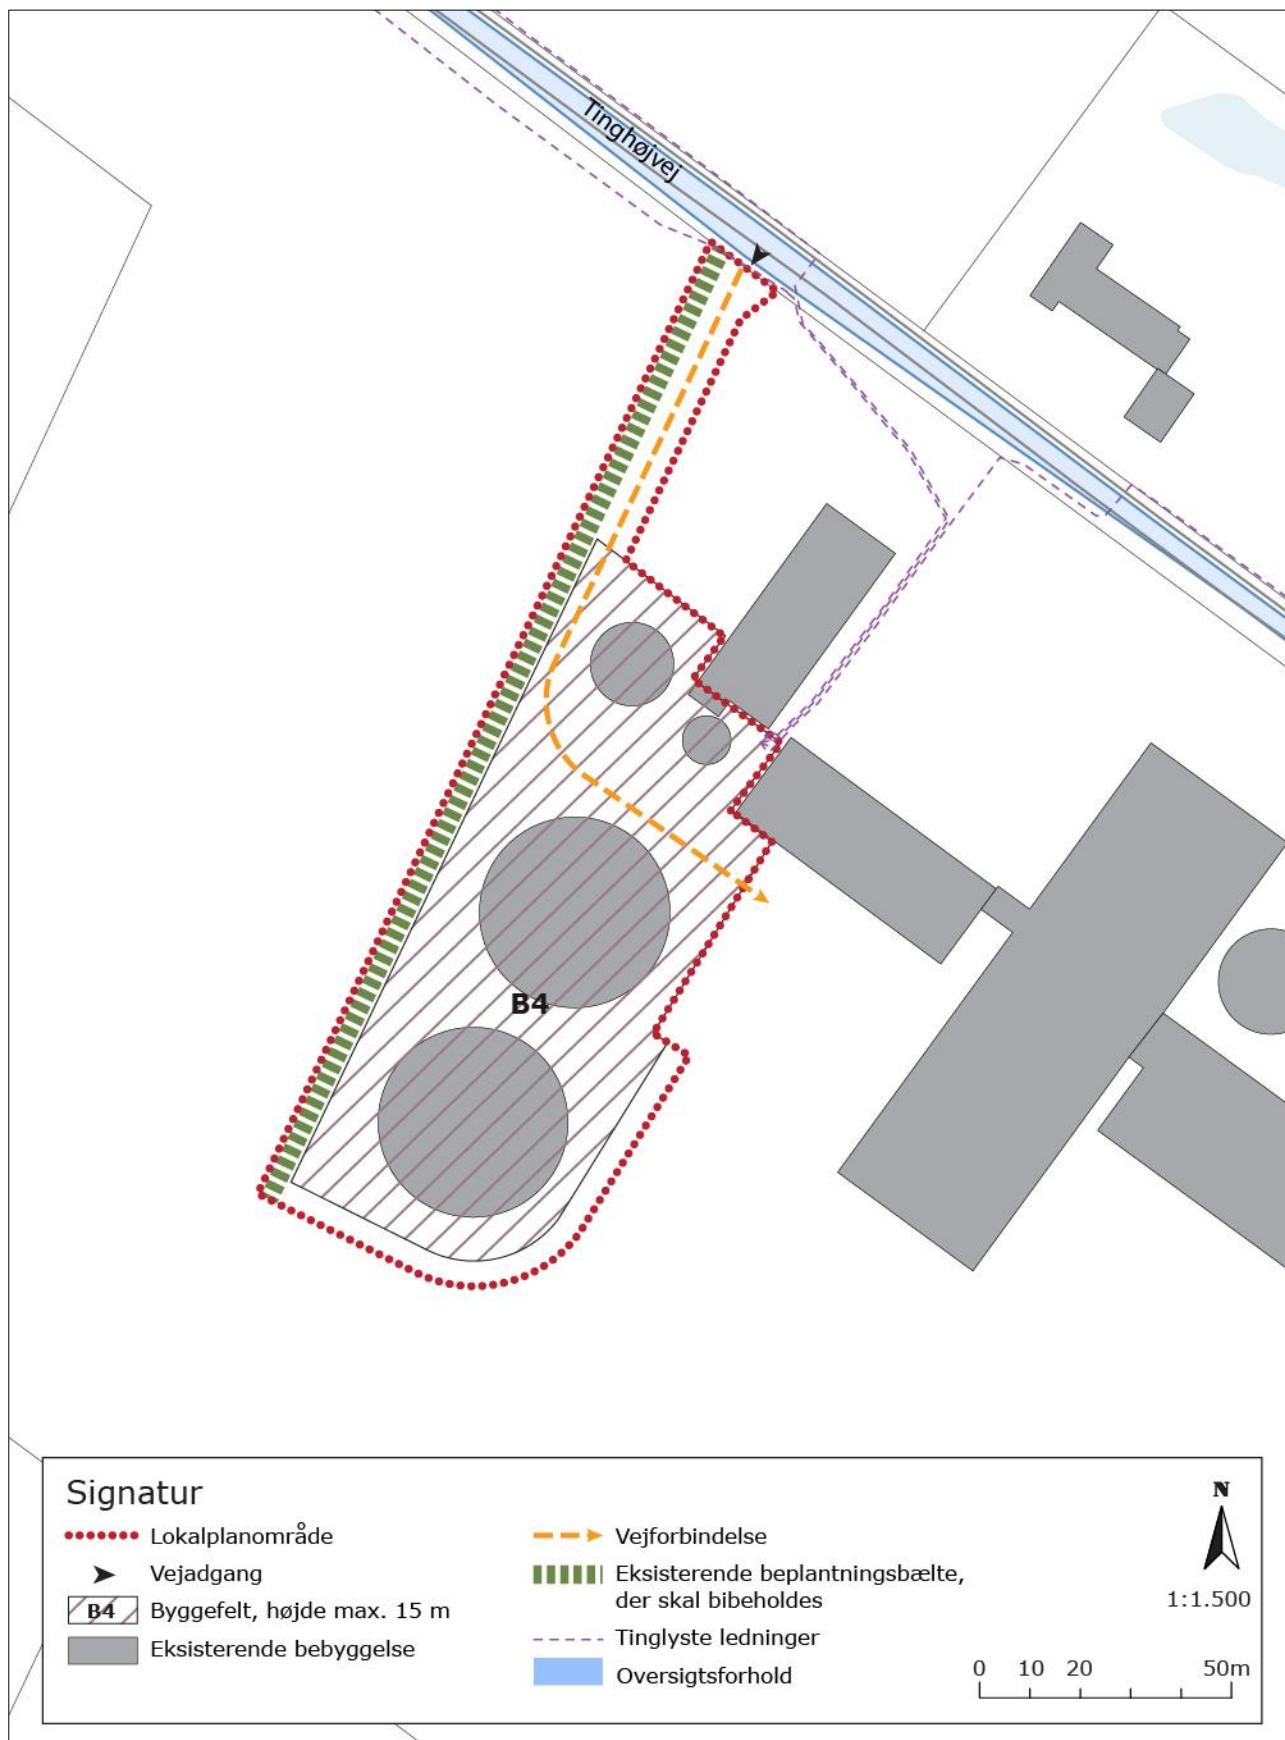 Tinghøjvej
B4
Signatur
Lokalplanområde
Vejadgang
B4 Byggefelt, højde max. 15 m
Eksisterende bebyggelse
Vejforbindelse
Eksisterende beplantningsbælte,
der skal bibeholdes
Tinglyste ledninger
Oversigtsforhold
N
1:1.500
0 10 20 50m